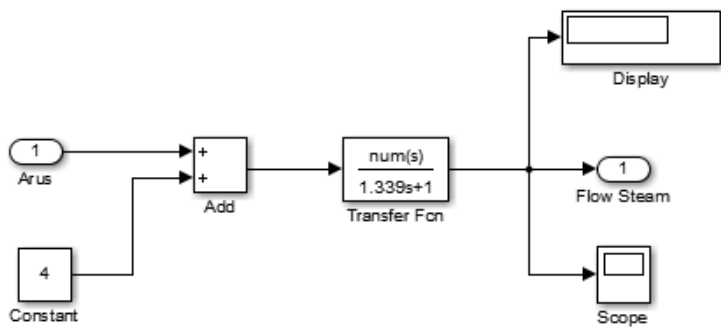 Display
1
Arus
+
+
Add
num(s)
1.339s+1
Transfer Fcn
1
Flow Steam
4
Constant
Scope